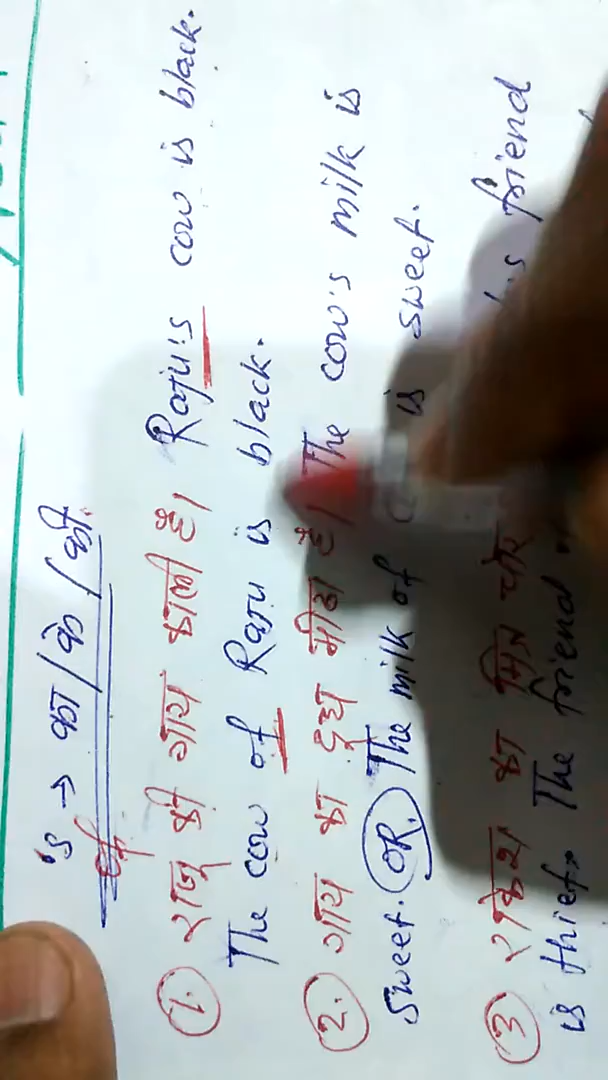 's → का / के / की.
① राजु की गाय काली है। Raju's cow is black.
The cow of Raju is black.
② गाय का दूध मीठा है। The cow's milk is
sweet. OR. The milk of is sweet.
③ राकेश का मित्र चोर friend
is thief. The friend